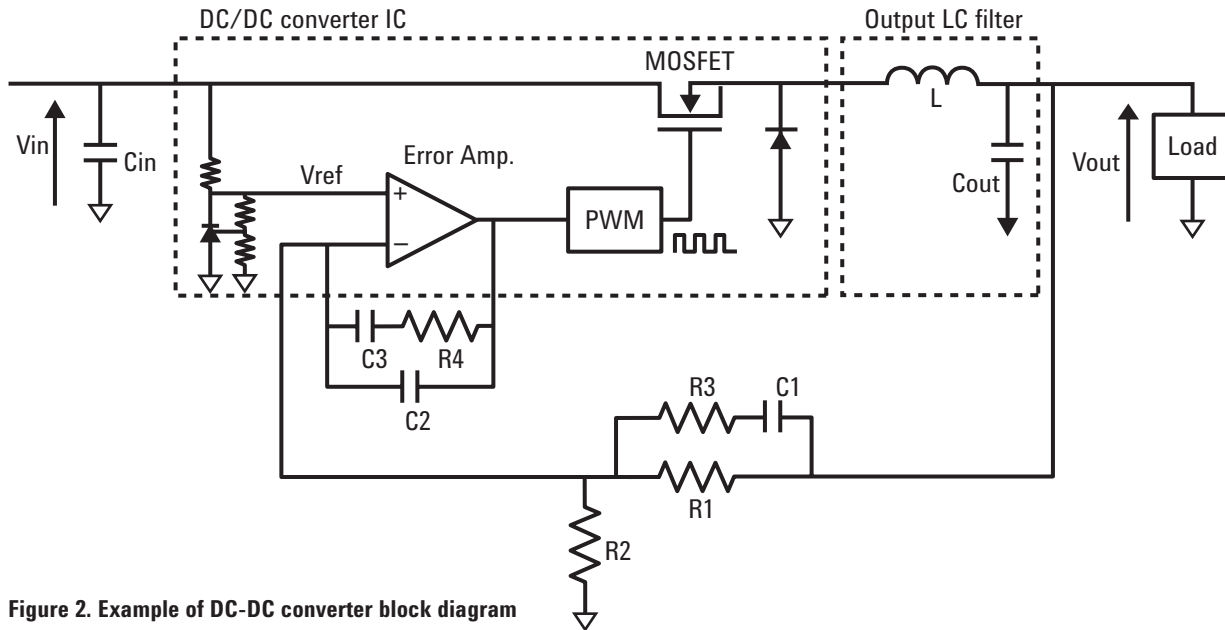 DC/DC converter IC
Output LC filter
MOSFET
L
Vin
Cin
Vref
Error Amp.
+
−
PWM
Cout
Vout
Load
C3
R4
C2
R3
C1
R1
R2
Figure 2. Example of DC-DC converter block diagram